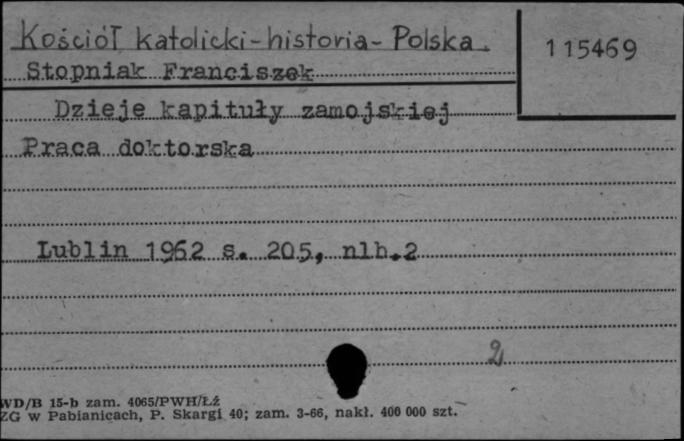 Kościół katolicki - historia - Polska.
115469
Stopniak Franciszek
Dzieje kapituły zamojskiej
Praca doktorska
Lublin 1962 s. 205, nlb.2
2
WD/B 15-b zam. 4065/PWH/Łż
ZG w Pabianicach, P. Skargi 40; zam. 3-66, nakł. 400 000 szt.